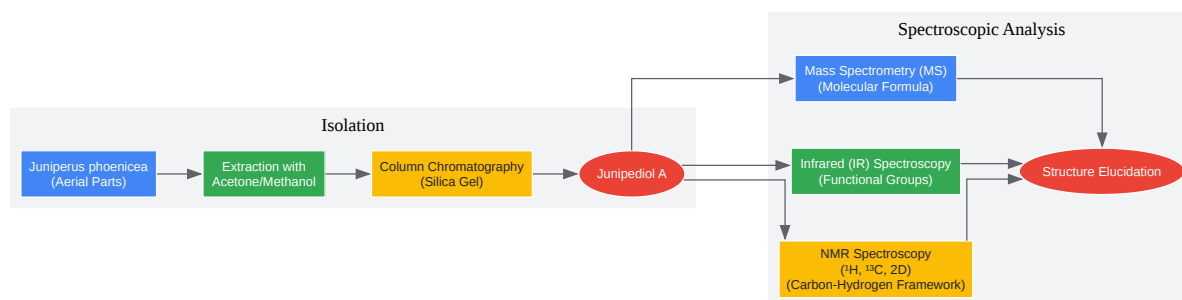 Spectroscopic Analysis
Mass Spectrometry (MS)
(Molecular Formula)
Isolation
Juniperus phoenicea
(Aerial Parts)
Extraction with
Acetone/Methanol
Column Chromatography
(Silica Gel)
Junipediol A
Infrared (IR) Spectroscopy
(Functional Groups)
Structure Elucidation
NMR Spectroscopy
(¹H, ¹³C, 2D)
(Carbon-Hydrogen Framework)